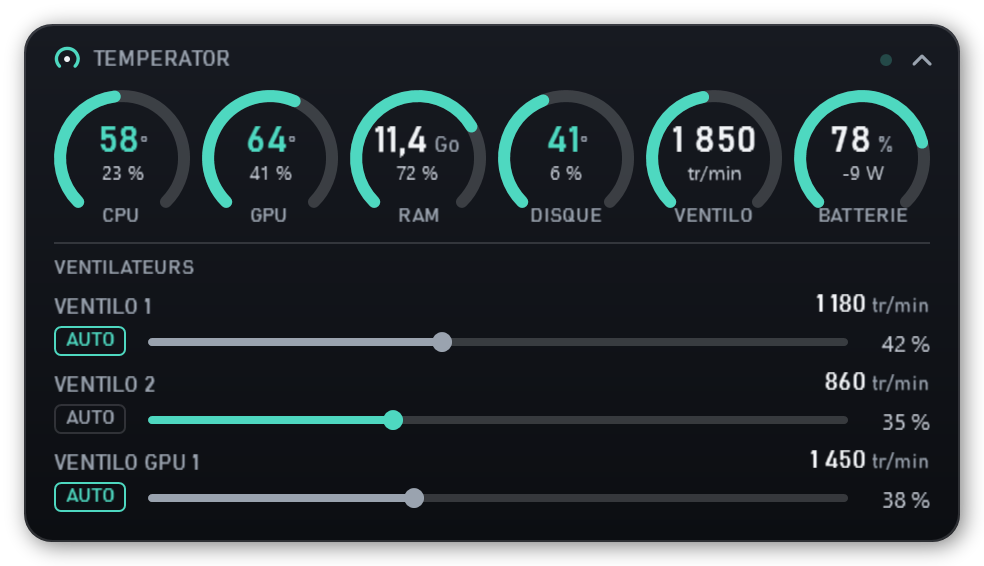 TEMPERATOR
58° 64° 11,4 Go 41° 1 850 78 %
23 % 41 % 72 % 6 % tr/min -9 W
CPU GPU RAM DISQUE VENTILO BATTERIE
VENTILATEURS
VENTILO 1 1 180 tr/min
AUTO 42 %
VENTILO 2 860 tr/min
AUTO 35 %
VENTILO GPU 1 1 450 tr/min
AUTO 38 %